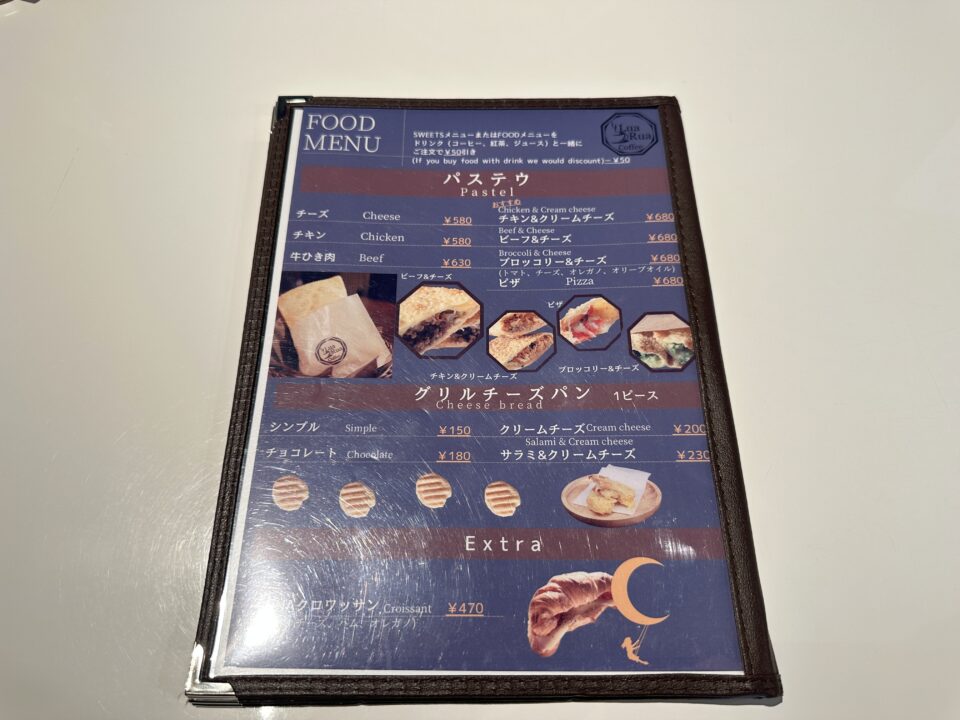 FOOD
MENU
SWEETSメニューまたはFOODメニューを
ドリンク（コーヒー、紅茶、ジュース）と一緒に
ご注文で￥50引き
(If you buy food with drink we would discount)−￥50
Lua
Rua
Coffee
パステウ
Pastel
おすすめ
チーズ Cheese ￥580
チキン Chicken ￥580
牛ひき肉 Beef ￥630
Chicken & Cream cheese
チキン&クリームチーズ ￥680
Beef & Cheese
ビーフ&チーズ ￥680
Broccoli & Cheese
ブロッコリー&チーズ ￥680
(トマト、チーズ、オレガノ、オリーブオイル)
ピザ Pizza ￥680
ビーフ&チーズ
ピザ
Lua
Rua
チキン&クリームチーズ
ブロッコリー&チーズ
グリルチーズパン 1ピース
Cheese bread
シンプル Simple ￥150
チョコレート Chocolate ￥180
クリームチーズ Cream cheese ￥200
Salami & Cream cheese
サラミ&クリームチーズ ￥230
Extra
クロワッサン Croissant ￥470
ーズ、ハム、オレガノ)